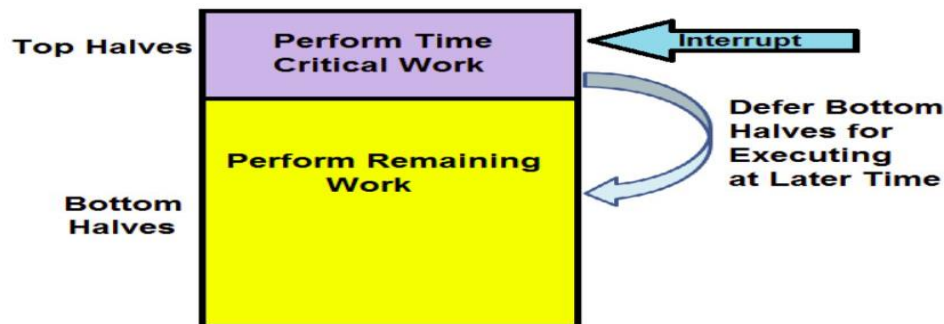 Top Halves
Perform Time
Critical Work
Interrupt
Defer Bottom
Halves for
Executing
at Later Time
Perform Remaining
Work
Bottom
Halves